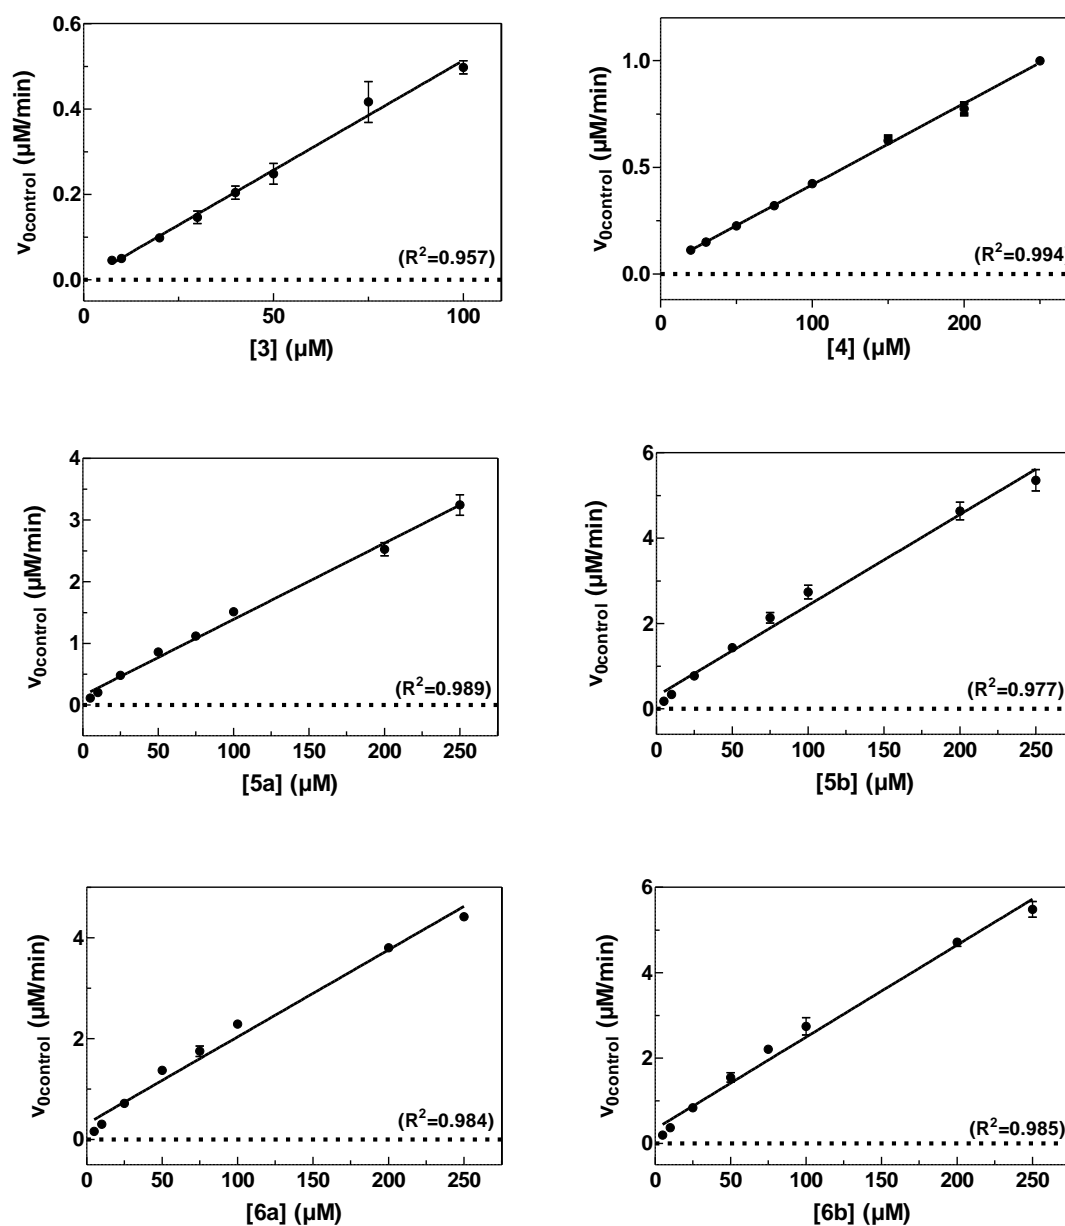 0.6
0.4
0.2
0.0
v0control (µM/min)
(R2=0.957)
0 50 100
[3] (µM)
1.0
0.5
0.0
v0control (µM/min)
(R2=0.994)
0 100 200
[4] (µM)
4
3
2
1
0
v0control (µM/min)
(R2=0.989)
0 50 100 150 200 250
[5a] (µM)
6
4
2
0
v0control (µM/min)
(R2=0.977)
0 50 100 150 200 250
[5b] (µM)
4
2
0
v0control (µM/min)
(R2=0.984)
0 50 100 150 200 250
[6a] (µM)
6
4
2
0
v0control (µM/min)
(R2=0.985)
0 50 100 150 200 250
[6b] (µM)